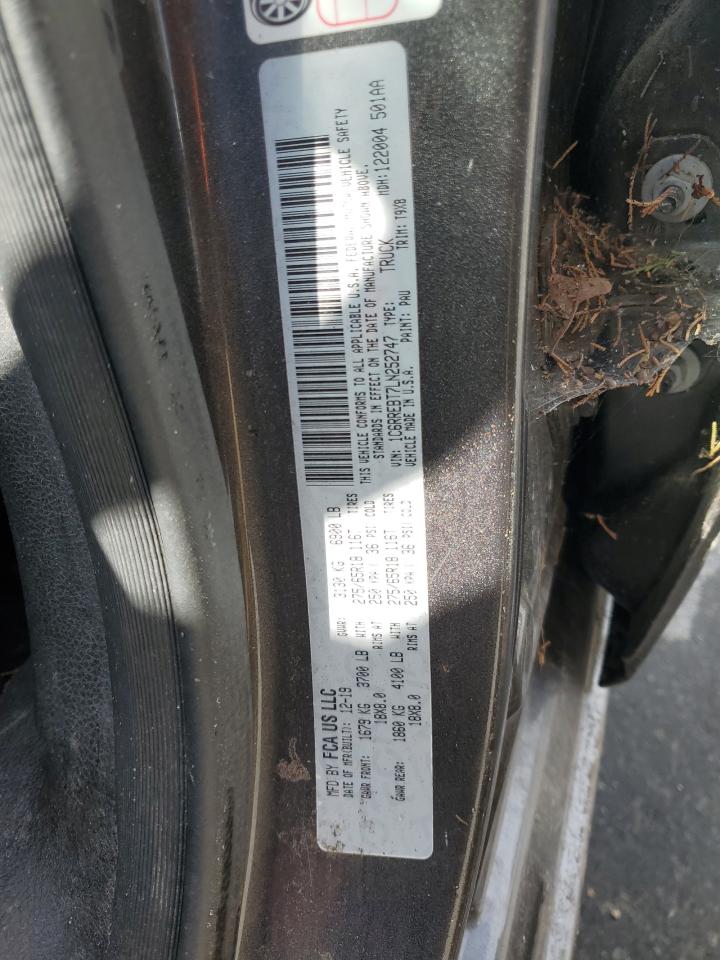 MFD BY FCA US LLC
DATE OF MFR(BUILT): 12-19
GVWR: 3130 KG 6900 LB
GAWR FRONT: 1679 KG 3700 LB WITH 275/65R18 116T TIRES
18X8.0 RIMS AT 250 KPA ( 36 PSI COLD
GAWR REAR: 1860 KG 4100 LB WITH 275/65R18 116T TIRES
18X8.0 RIMS AT 250 KPA ( 36 PSI COLD
THIS VEHICLE CONFORMS TO ALL APPLICABLE U.S.A. VEHICLE SAFETY
STANDARDS IN EFFECT ON THE DATE OF MANUFACTURE SHOWN ABOVE.
MDH:122004 501AA
VIN: 1C6RREBT7LN252747 TYPE: TRUCK
VEHICLE MADE IN U.S.A. PAINT: PAU TRIM: T9XB